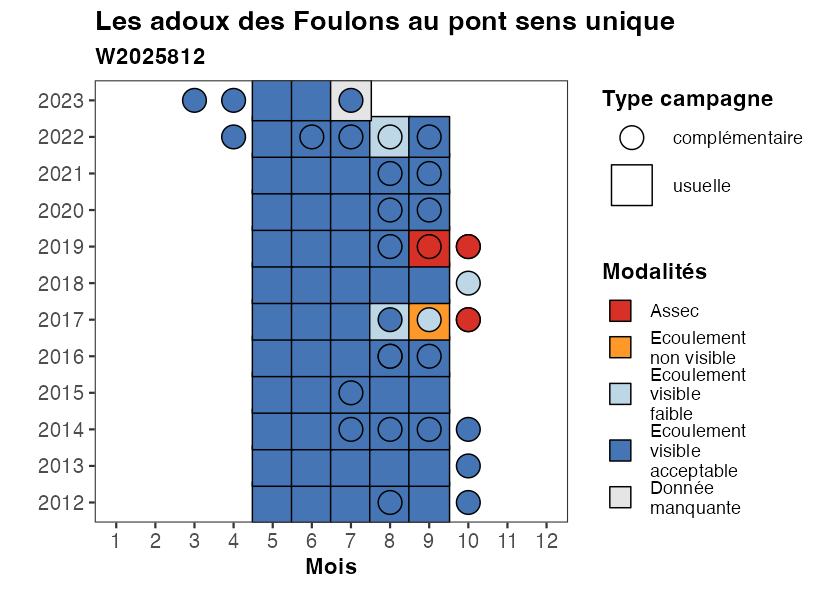 Les adoux des Foulons au pont sens unique
W2025812
2023
2022
2021
2020
2019
2018
2017
2016
2015
2014
2013
2012
1 2 3 4 5 6 7 8 9 10 11 12
Mois
Type campagne
complémentaire
usuelle
Modalités
Assec
Ecoulement
non visible
Ecoulement
visible
faible
Ecoulement
visible
acceptable
Donnée
manquante